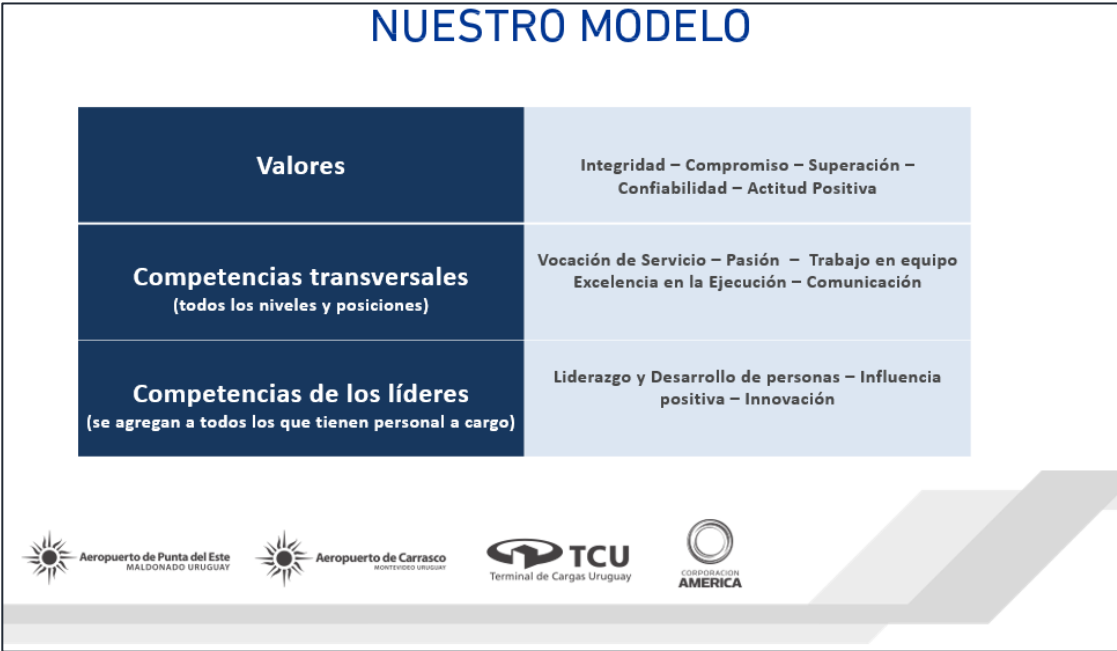 NUESTRO MODELO
Valores
Integridad – Compromiso – Superación –
Confiabilidad – Actitud Positiva
Competencias transversales
(todos los niveles y posiciones)
Vocación de Servicio – Pasión – Trabajo en equipo
Excelencia en la Ejecución – Comunicación
Competencias de los líderes
(se agregan a todos los que tienen personal a cargo)
Liderazgo y Desarrollo de personas – Influencia
positiva – Innovación
Aeropuerto de Punta del Este
MALDONADO URUGUAY
Aeropuerto de Carrasco
MONTEVIDEO URUGUAY
TCU
Terminal de Cargas Uruguay
CORPORACION
AMERICA